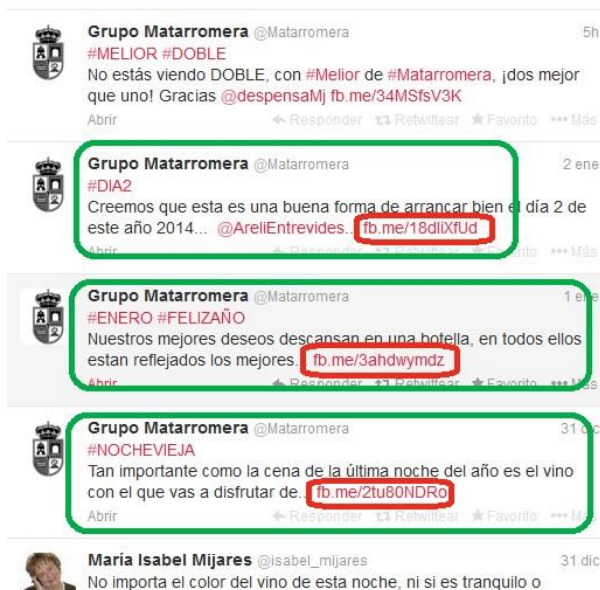 Grupo Matarromera @Matarromera 5h
#MELIOR #DOBLE
No estás viendo DOBLE, con #Melior de #Matarromera, ¡dos mejor
que uno! Gracias @despensaMj fb.me/34MSfsV3K
Abrir Responder Retwittear Favorito Más
Grupo Matarromera @Matarromera 2 ene
#DIA2
Creemos que esta es una buena forma de arrancar bien el día 2 de
este año 2014... @AreliEntrevides.. fb.me/18dliXfUd
Abrir Responder Retwittear Favorito Más
Grupo Matarromera @Matarromera 1 ene
#ENERO #FELIZAÑO
Nuestros mejores deseos descansan en una botella, en todos ellos
estan reflejados los mejores.. fb.me/3ahdwymdz
Abrir Responder Retwittear Favorito Más
Grupo Matarromera @Matarromera 31 dic
#NOCHEVIEJA
Tan importante como la cena de la última noche del año es el vino
con el que vas a disfrutar de.. fb.me/2tu80NDRo
Abrir Responder Retwittear Favorito Más
María Isabel Mijares @isabel_mijares 31 dic
No importa el color del vino de esta noche, ni si es tranquilo o